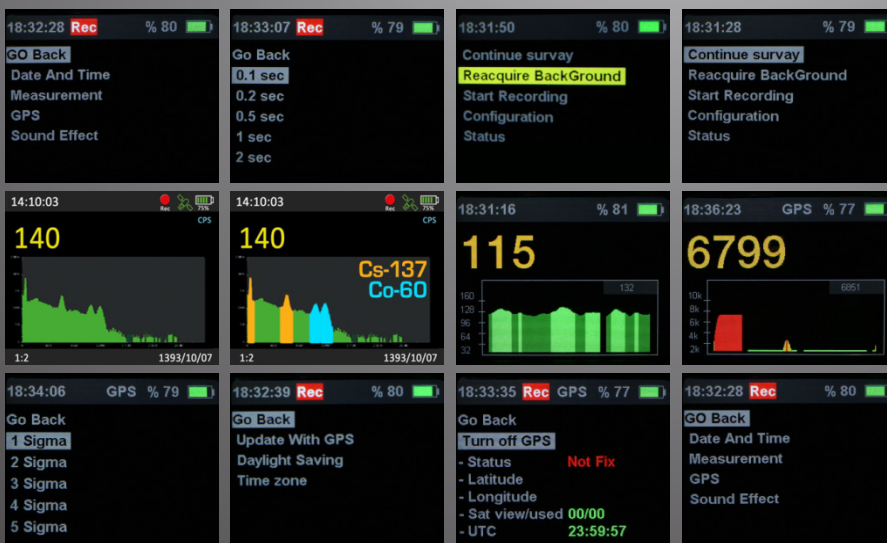 18:32:28 Rec % 80
GO Back
Date And Time
Measurement
GPS
Sound Effect
18:33:07 Rec % 79
Go Back
0.1 sec
0.2 sec
0.5 sec
1 sec
2 sec
18:31:50 % 80
Continue survay
Reacquire BackGround
Start Recording
Configuration
Status
18:31:28 % 79
Continue survay
Reacquire BackGround
Start Recording
Configuration
Status
14:10:03 Rec 75%
CPS
140
1:2 1393/10/07
14:10:03 Rec 75%
CPS
140
Cs-137
Co-60
1:2 1393/10/07
18:31:16 % 81
115
132
160
128
96
64
32
18:36:23 GPS % 77
6799
6851
10k
8k
6k
4k
2k
18:34:06 GPS % 79
Go Back
1 Sigma
2 Sigma
3 Sigma
4 Sigma
5 Sigma
18:32:39 Rec % 80
Go Back
Update With GPS
Daylight Saving
Time zone
18:33:35 Rec GPS % 77
Go Back
Turn off GPS
- Status Not Fix
- Latitude
- Longitude
- Sat view/used 00/00
- UTC 23:59:57
18:32:28 Rec % 80
GO Back
Date And Time
Measurement
GPS
Sound Effect